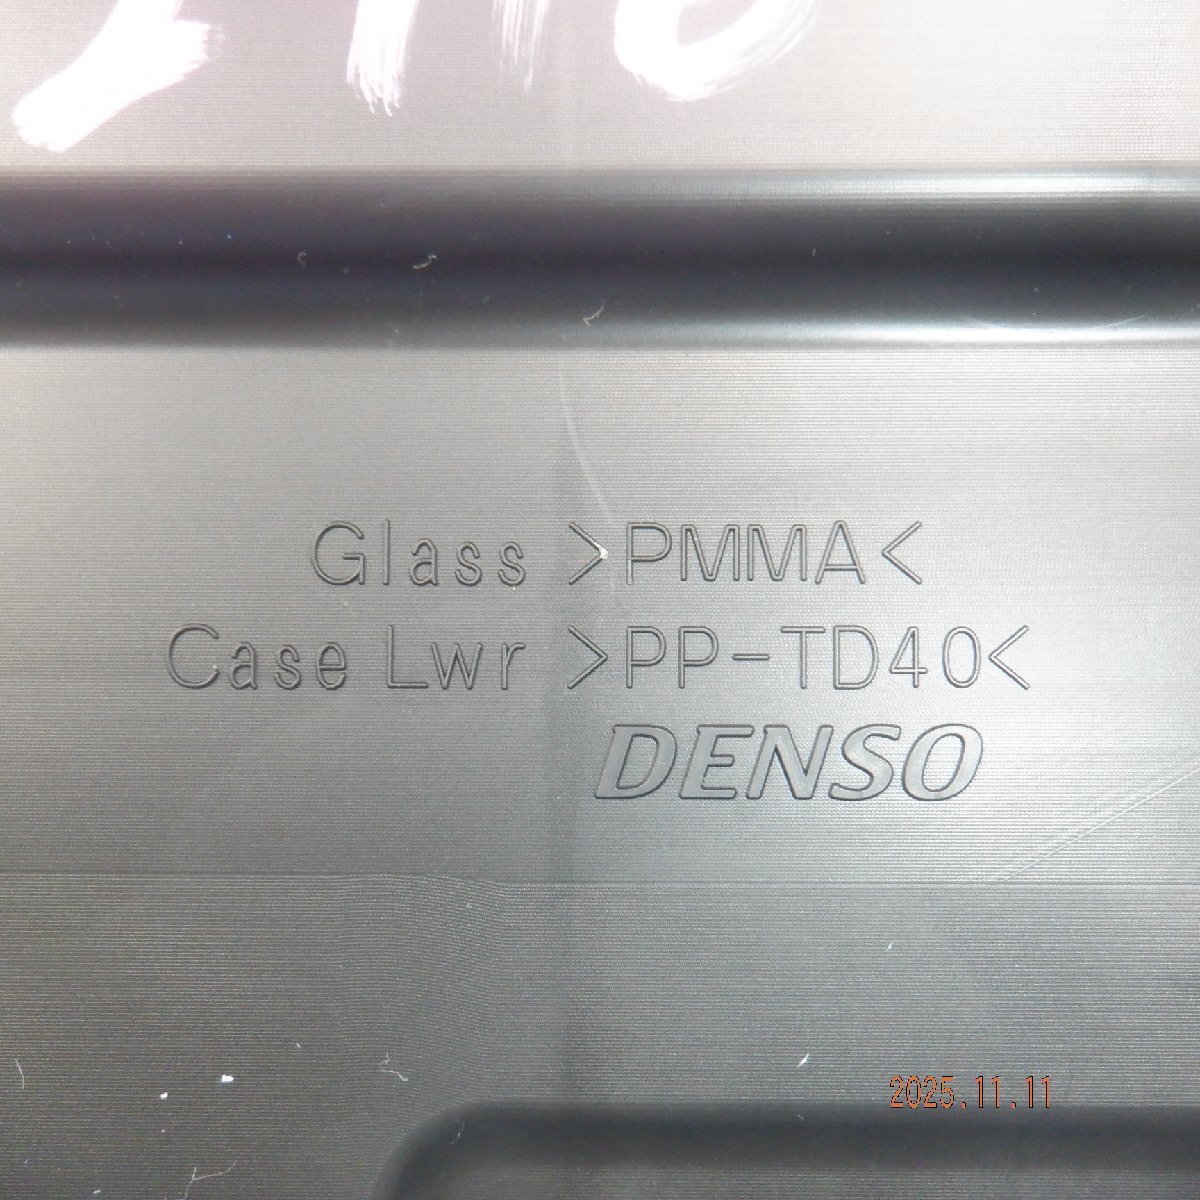 Glass >PMMA<
Case Lwr >PP-TD40<
DENSO
2025.11.11